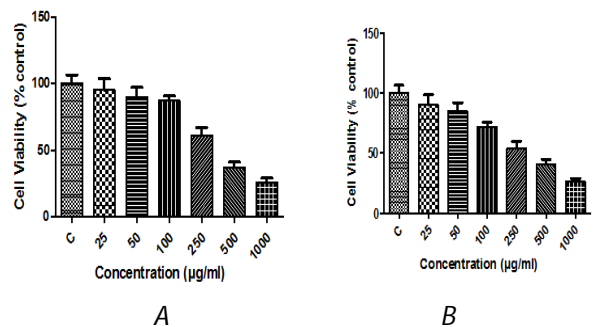 Cell Viability (% control)
150
100
50
0
C 25 50 100 250 500 1000
Concentration (µg/ml)
A
Cell Viability (% control)
150
100
50
0
C 25 50 100 250 500 1000
Concentration (µg/ml)
B